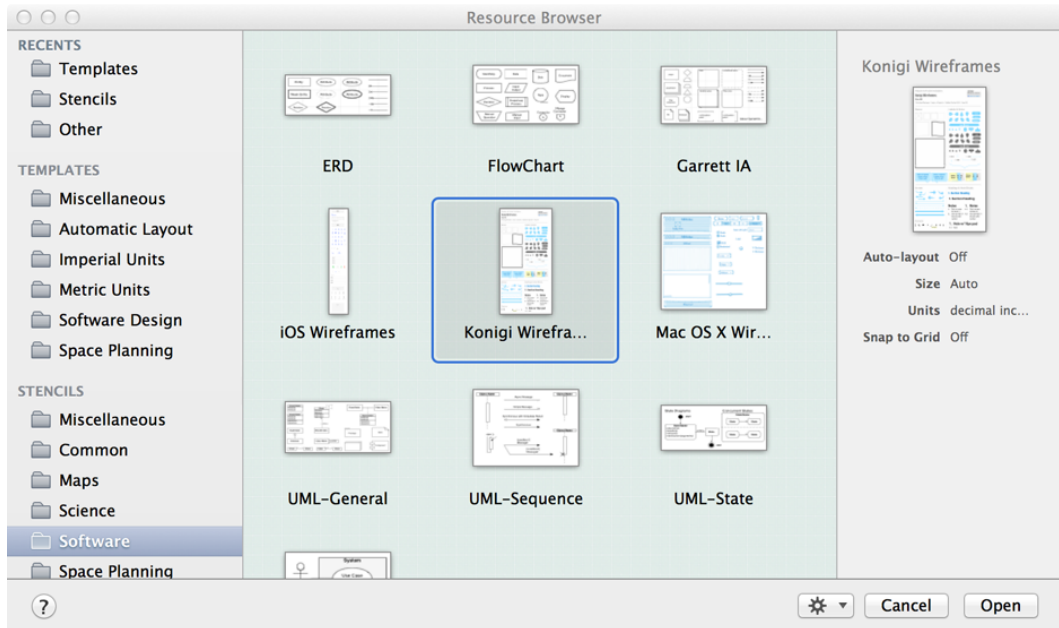 Resource Browser
RECENTS
Templates
Stencils
Other
TEMPLATES
Miscellaneous
Automatic Layout
Imperial Units
Metric Units
Software Design
Space Planning
STENCILS
Miscellaneous
Common
Maps
Science
Software
Space Planning
ERD
FlowChart
Garrett IA
iOS Wireframes
Konigi Wirefra...
Mac OS X Wir...
UML-General
UML-Sequence
UML-State
System
Use Case
Konigi Wireframes
Auto-layout Off
Size Auto
Units decimal inc...
Snap to Grid Off
?
Cancel
Open